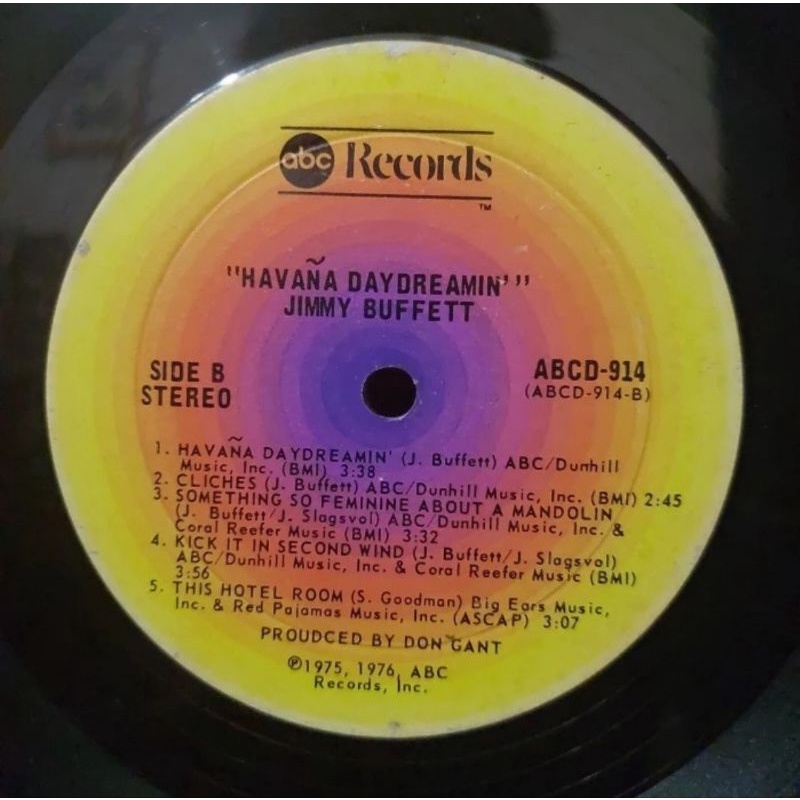 abc Records
TM
"HAVAÑA DAYDREAMIN'"
JIMMY BUFFETT
SIDE B
STEREO
ABCD-914
(ABCD-914-B)
1. HAVAÑA DAYDREAMIN' (J. Buffett) ABC/Dunhill
Music, Inc. (BMI) 3:38
2. CLICHES (J. Buffett) ABC/Dunhill Music, Inc. (BMI) 2:45
3. SOMETHING SO FEMININE ABOUT A MANDOLIN
(J. Buffett/J. Slagsvol) ABC/Dunhill Music, Inc. &
Coral Reefer Music (BMI) 3:32
4. KICK IT IN SECOND WIND (J. Buffett/J. Slagsvol)
ABC/Dunhill Music, Inc. & Coral Reefer Music (BMI)
3:56
5. THIS HOTEL ROOM (S. Goodman) Big Ears Music,
Inc. & Red Pajamas Music, Inc. (ASCAP) 3:07
PROUDCED BY DON GANT
℗1975, 1976, ABC
Records, Inc.